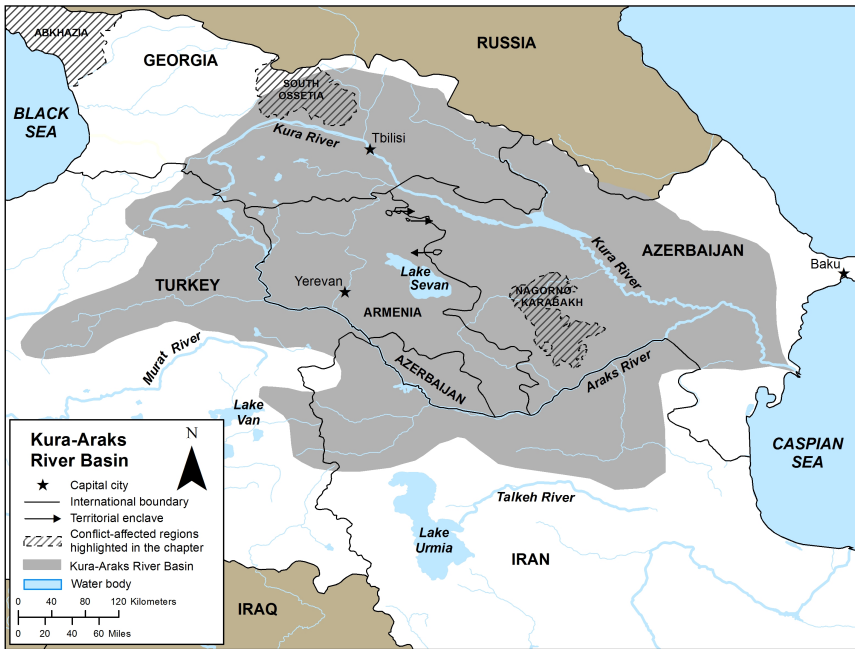 ABKHAZIA
RUSSIA
GEORGIA
SOUTH
OSSETIA
BLACK
SEA
Kura River
Tbilisi
Kura River
AZERBAIJAN
Baku
Lake
Sevan
TURKEY
Yerevan
NAGORNO
KARABAKH
ARMENIA
Murat River
AZERBAIJAN
Araks River
Lake
Van
CASPIAN
SEA
Talkeh River
Lake
Urmia
IRAN
IRAQ
Kura-Araks
River Basin
N
Capital city
International boundary
Territorial enclave
Conflict-affected regions
highlighted in the chapter
Kura-Araks River Basin
Water body
0 40 80 120 Kilometers
0 20 40 60 Miles